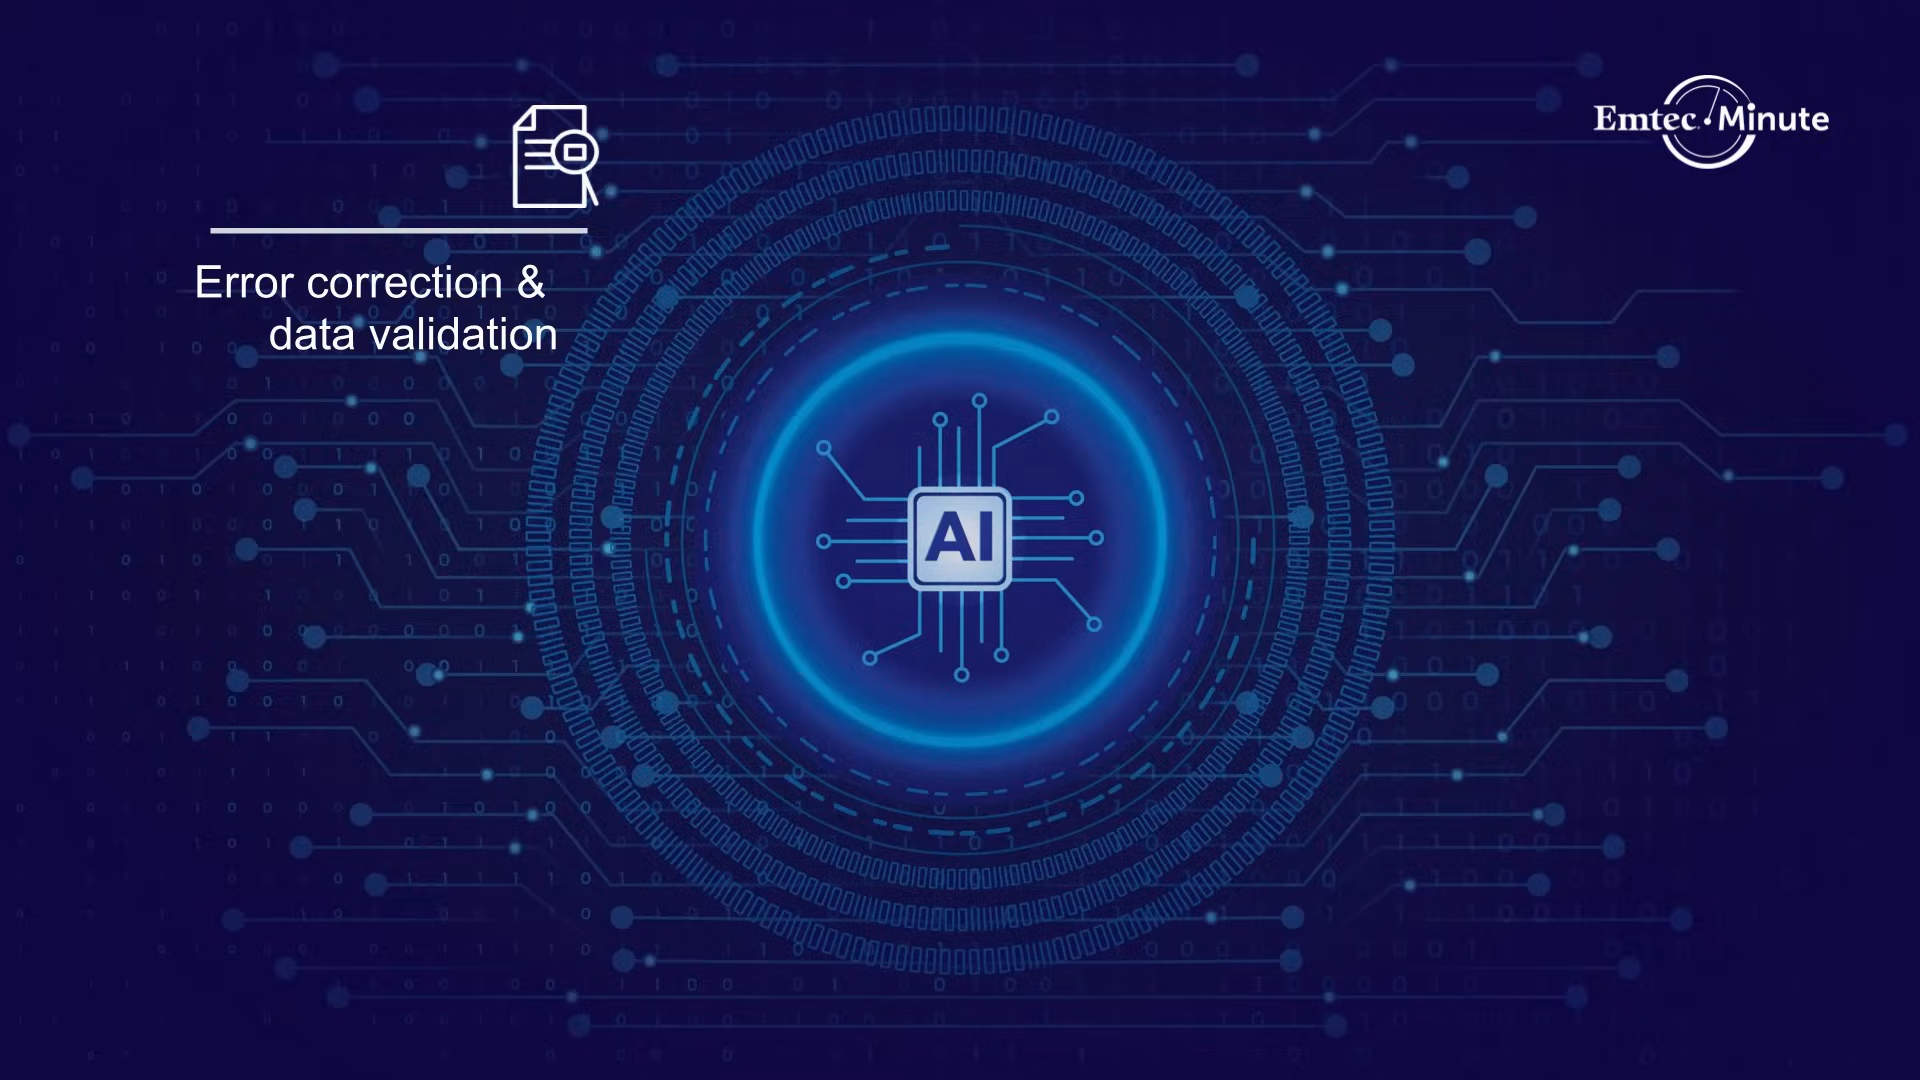 Emtec Minute
Error correction &
data validation
AI